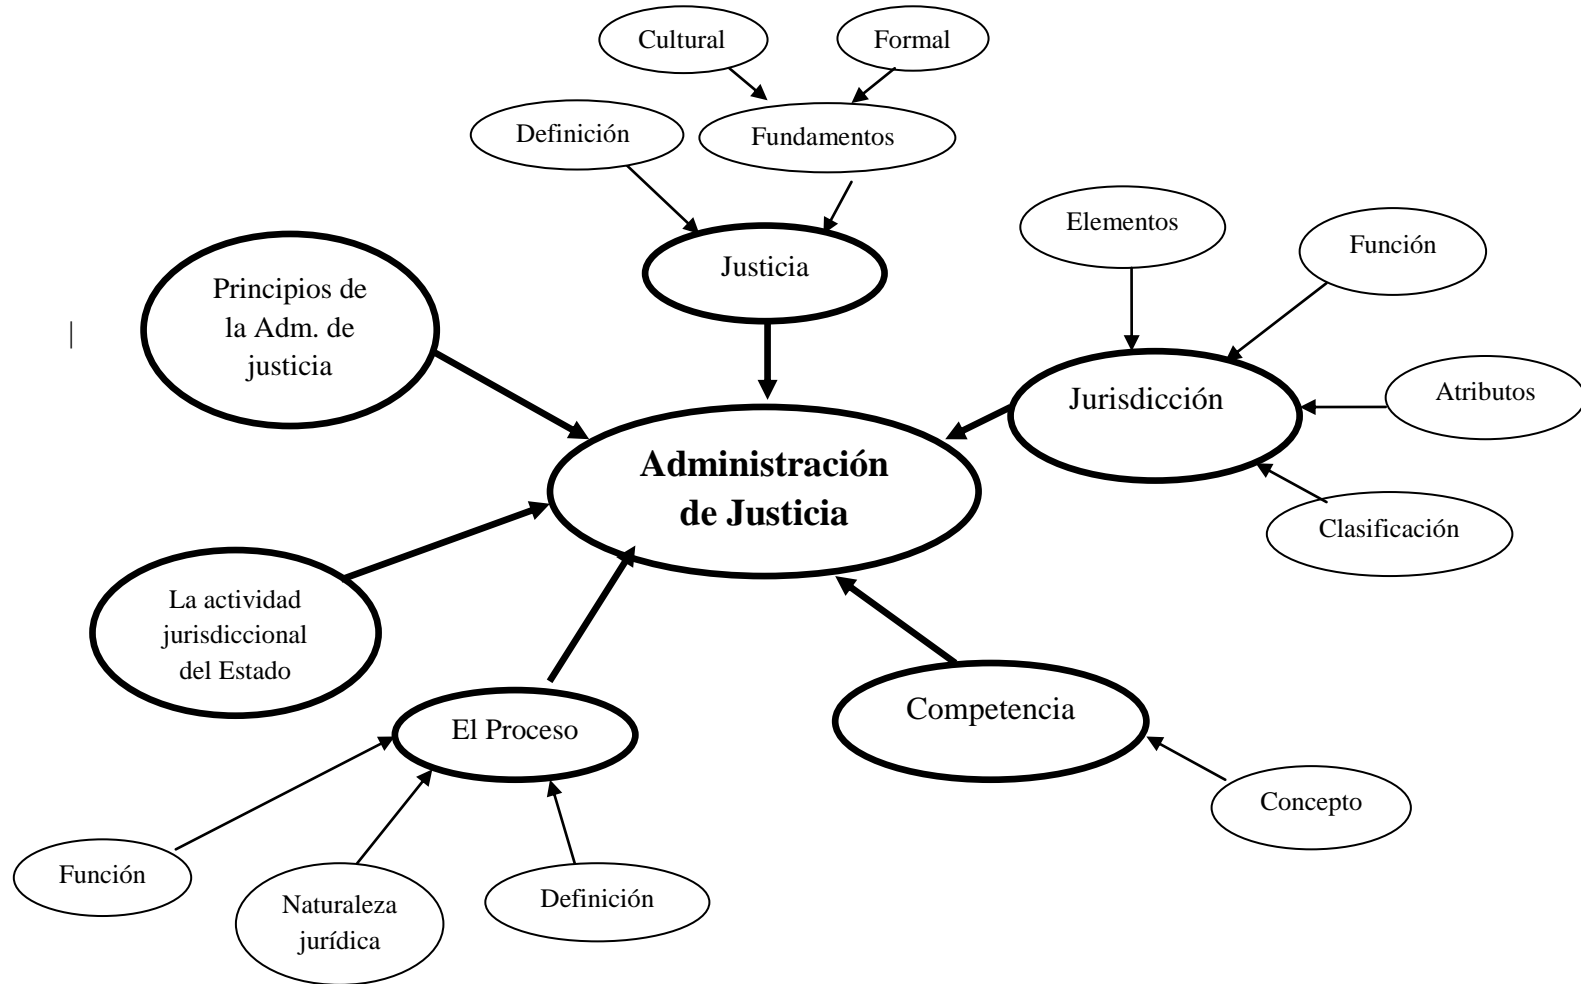 Cultural
Formal
Definición
Fundamentos
Elementos
Función
Justicia
Principios de
la Adm. de
justicia
Jurisdicción
Atributos
Administración
de Justicia
Clasificación
La actividad
jurisdiccional
del Estado
Competencia
El Proceso
Concepto
Función
Naturaleza
jurídica
Definición